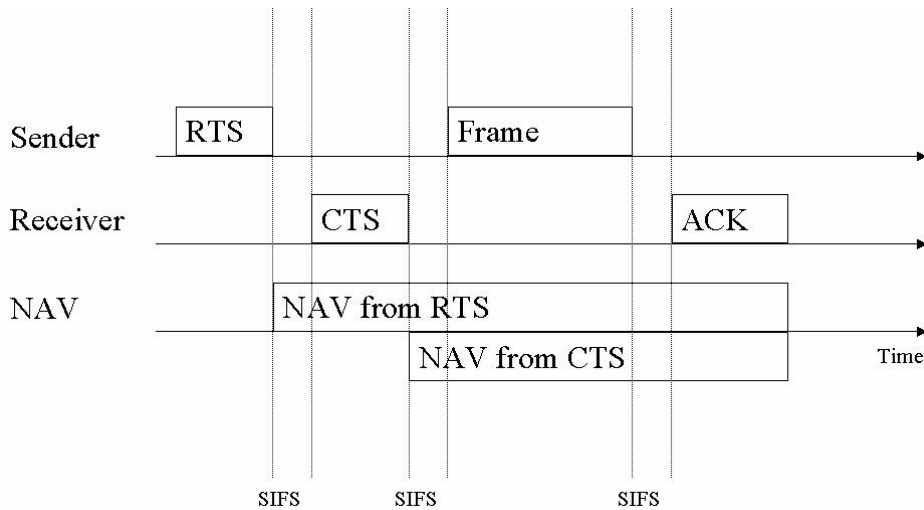 Sender
RTS
Frame
Receiver
CTS
ACK
NAV
NAV from RTS
NAV from CTS
Time
SIFS
SIFS
SIFS